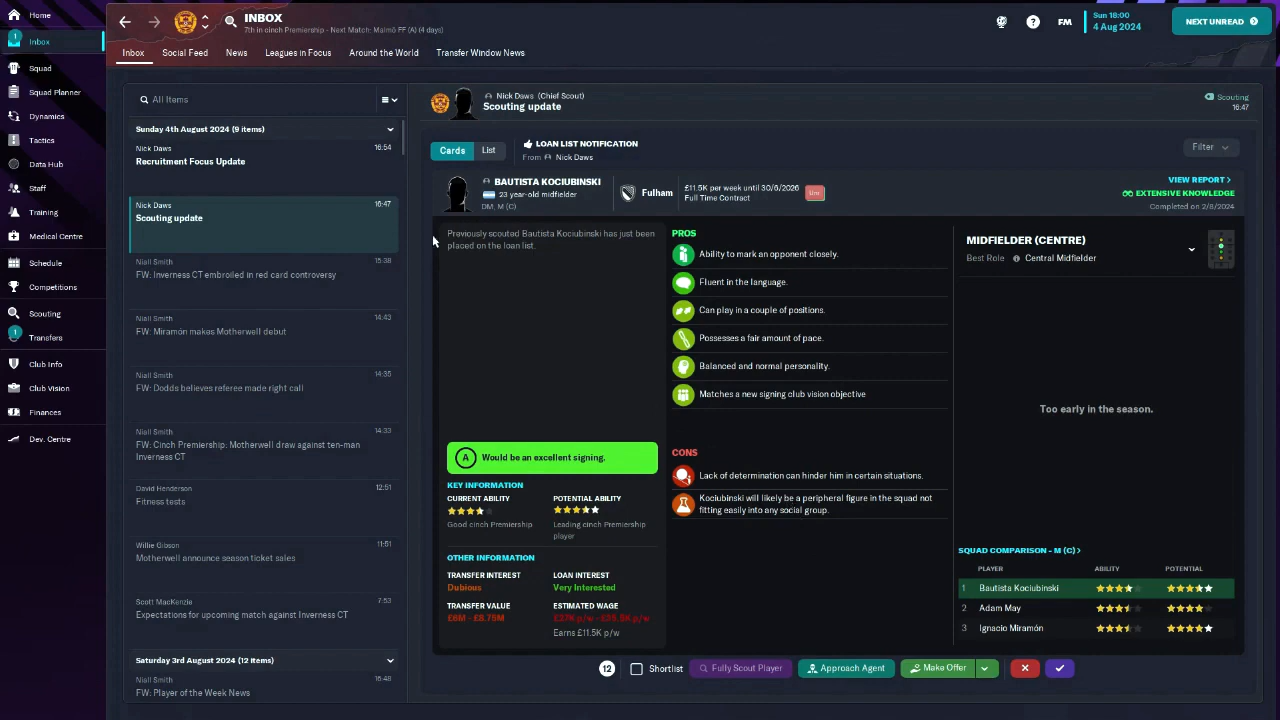 Home
1
Inbox
Squad
Squad Planner
Dynamics
Tactics
Data Hub
Staff
Training
Medical Centre
Schedule
Competitions
Scouting
1
Transfers
Club Info
Club Vision
Finances
Dev. Centre
INBOX
7th in cinch Premiership - Next Match: Malmö FF (A) (4 days)
?
FM
Sun 18:00
4 Aug 2024
NEXT UNREAD
Inbox
Social Feed
News
Leagues in Focus
Around the World
Transfer Window News
All Items
Sunday 4th August 2024 (9 items)
Nick Daws
16:54
Recruitment Focus Update
Nick Daws
16:47
Scouting update
Niall Smith
15:38
FW: Inverness CT embroiled in red card controversy
Niall Smith
14:43
FW: Miramón makes Motherwell debut
Niall Smith
14:35
FW: Dodds believes referee made right call
Niall Smith
14:33
FW: Cinch Premiership: Motherwell draw against ten-man
Inverness CT
David Henderson
12:51
Fitness tests
Willie Gibson
11:51
Motherwell announce season ticket sales
Scott MacKenzie
7:53
Expectations for upcoming match against Inverness CT
Saturday 3rd August 2024 (12 items)
Niall Smith
16:48
FW: Player of the Week News
Nick Daws (Chief Scout)
Scouting update
Scouting
16:47
Cards
List
LOAN LIST NOTIFICATION
From Nick Daws
Filter
BAUTISTA KOCIUBINSKI
23 year-old midfielder
DM, M (C)
Fulham
£11.5K per week until 30/6/2026
Full Time Contract
Unr
VIEW REPORT >
EXTENSIVE KNOWLEDGE
Completed on 2/6/2024
Previously scouted Bautista Kociubinski has just been
placed on the loan list.
A
Would be an excellent signing.
KEY INFORMATION
CURRENT ABILITY
POTENTIAL ABILITY
Good cinch Premiership
Leading cinch Premiership
player
OTHER INFORMATION
TRANSFER INTEREST
LOAN INTEREST
Dubious
Very Interested
TRANSFER VALUE
ESTIMATED WAGE
£6M - £8.75M
Earns £11.5K p/w
PROS
Ability to mark an opponent closely.
Fluent in the language.
Can play in a couple of positions.
Possesses a fair amount of pace.
Balanced and normal personality.
Matches a new signing club vision objective
CONS
Lack of determination can hinder him in certain situations.
Kociubinski will likely be a peripheral figure in the squad not
fitting easily into any social group.
MIDFIELDER (CENTRE)
Best Role
Central Midfielder
Too early in the season.
SQUAD COMPARISON - M (C) >
PLAYER
ABILITY
POTENTIAL
1 Bautista Kociubinski
2 Adam May
3 Ignacio Miramón
12
Shortlist
Fully Scout Player
Approach Agent
Make Offer